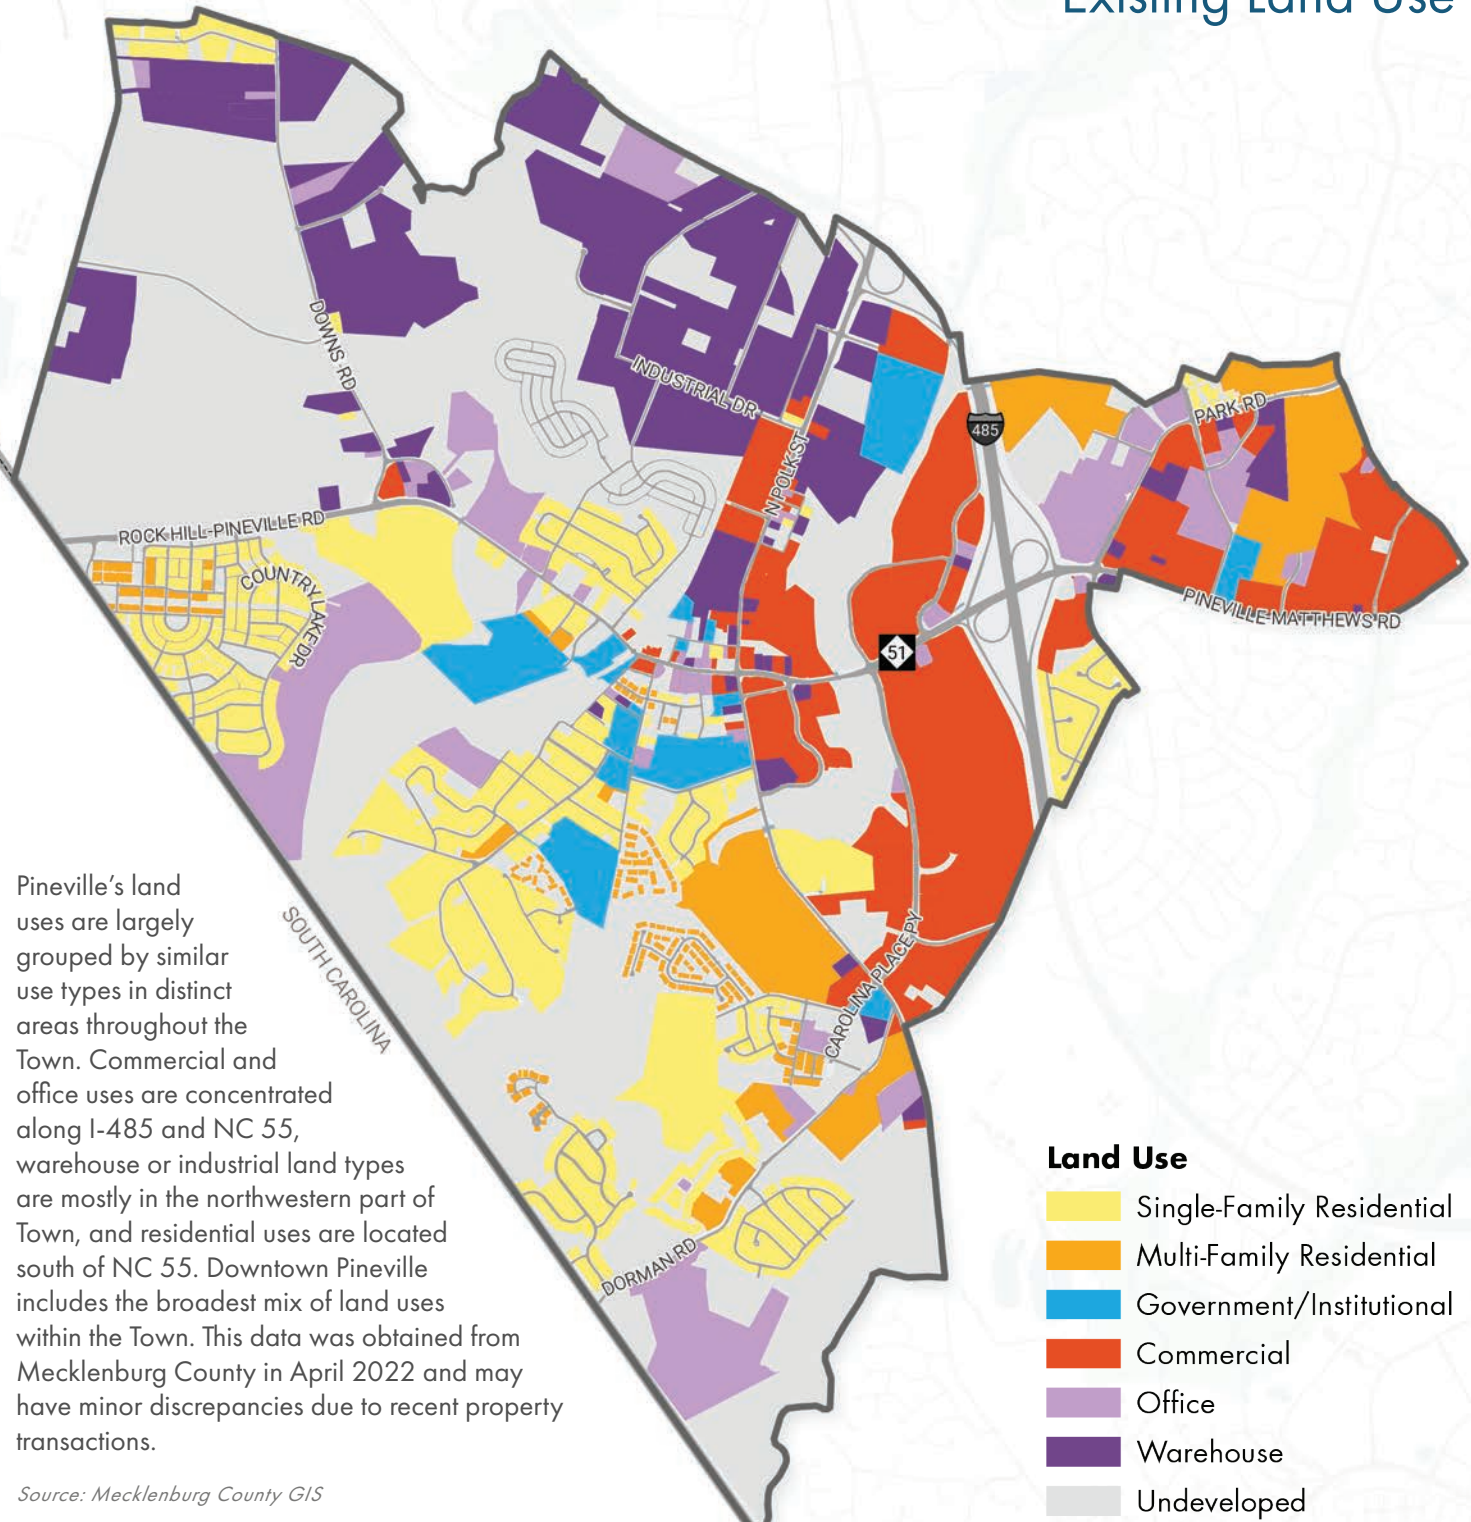 Existing Land Use
DOWNS RD
INDUSTRIAL DR
N POLK ST
485
PARK RD
ROCK HILL-PINEVILLE RD
COUNTRY LAKE DR
PINEVILLE-MATTHEWS RD
51
CAROLINA PLACE PY
SOUTH CAROLINA
DORMAN RD
Pineville’s land
uses are largely
grouped by similar
use types in distinct
areas throughout the
Town. Commercial and
office uses are concentrated
along I-485 and NC 55,
warehouse or industrial land types
are mostly in the northwestern part of
Town, and residential uses are located
south of NC 55. Downtown Pineville
includes the broadest mix of land uses
within the Town. This data was obtained from
Mecklenburg County in April 2022 and may
have minor discrepancies due to recent property
transactions.
Source: Mecklenburg County GIS
Land Use
Single-Family Residential
Multi-Family Residential
Government/Institutional
Commercial
Office
Warehouse
Undeveloped